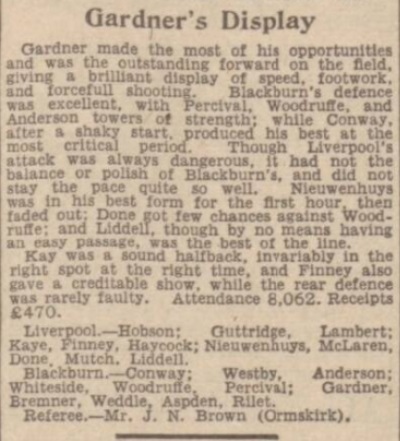 Gardner's Display
Gardner made the most of his opportunities
and was the outstanding forward on the field,
giving a brilliant display of speed, footwork,
and forcefull shooting. Blackburn's defence
was excellent, with Percival, Woodruffe, and
Anderson towers of strength; while Conway,
after a shaky start, produced his best at the
most critical period. Though Liverpool's
attack was always dangerous, it had not the
balance or polish of Blackburn's, and did not
stay the pace quite so well. Nieuwenhuys
was in his best form for the first hour, then
faded out; Done got few chances against Wood-
ruffe; and Liddell, though by no means having
an easy passage, was the best of the line.
Kay was a sound halfback, invariably in the
right spot at the right time, and Finney also
gave a creditable show, while the rear defence
was rarely faulty. Attendance 8,062. Receipts
£470.
Liverpool.—Hobson; Guttridge, Lambert;
Kaye, Finney, Haycock; Nieuwenhuys, McLaren,
Done, Mutch, Liddell.
Blackburn.—Conway; Westby, Anderson;
Whiteside, Woodruffe, Percival; Gardner,
Bremner, Weddle, Aspden, Rilet.
Referee.—Mr. J. N. Brown (Ormskirk).